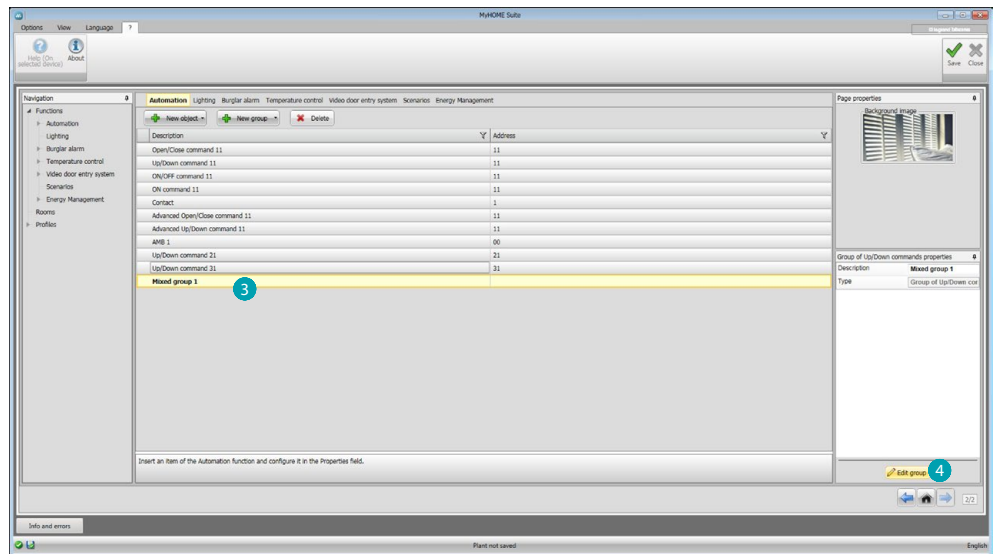 MyHOME Suite
Options View Language ?
Help (On selected device)
About
Save Close
Navigation
Functions
Automation
Lighting
Burglar alarm
Temperature control
Video door entry system
Scenarios
Energy Management
Rooms
Profiles
Automation Lighting Burglar alarm Temperature control Video door entry system Scenarios Energy Management
New object New group Delete
Description Address
Open/Close command 11 11
Up/Down command 11 11
ON/OFF command 11 11
ON command 11 11
Contact 1
Advanced Open/Close command 11 11
Advanced Up/Down command 11 11
AMB 1 00
Up/Down command 21 21
Up/Down command 31 31
Mixed group 1
3
Insert an item of the Automation function and configure it in the Properties field.
Page properties
Background image
Group of Up/Down commands properties
Description Mixed group 1
Type Group of Up/Down cor
Edit group 4
2/2
Info and errors
Plant not saved
English